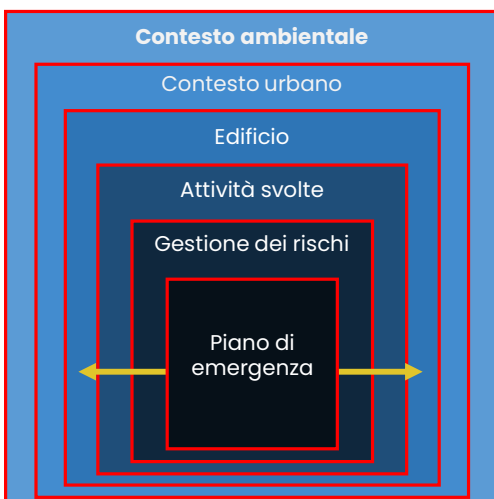 Contesto ambientale
Contesto urbano
Edificio
Attività svolte
Gestione dei rischi
Piano di
emergenza